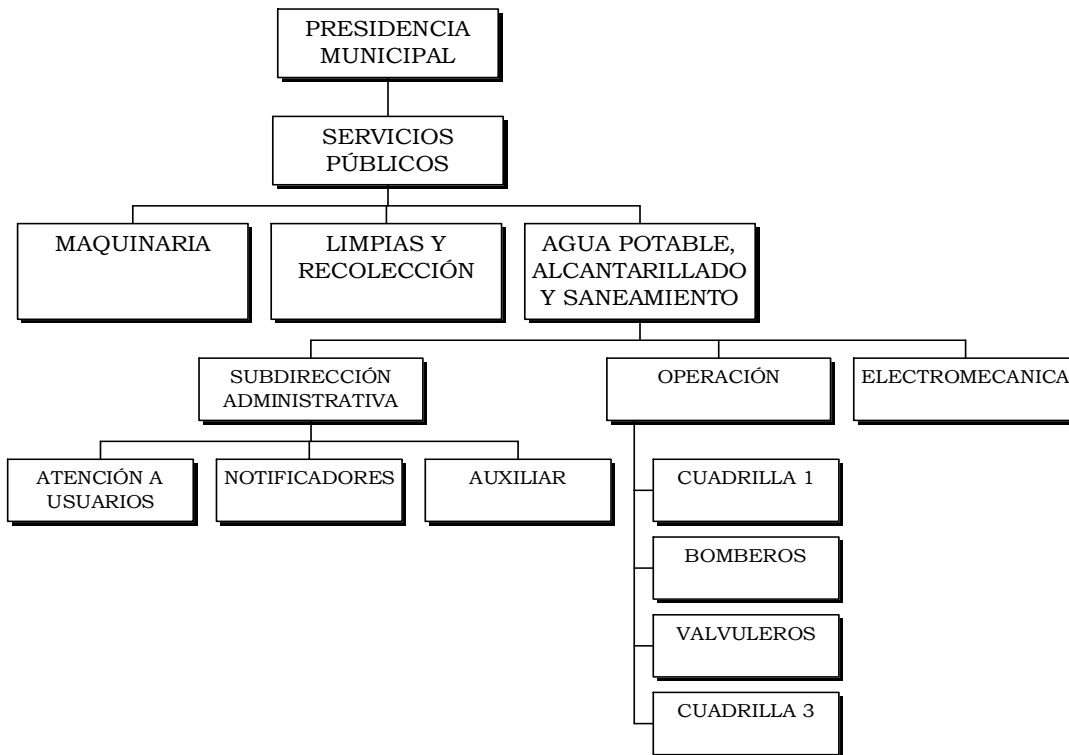 PRESIDENCIA
MUNICIPAL
SERVICIOS
PÚBLICOS
MAQUINARIA
LIMPIAS Y
RECOLECCIÓN
AGUA POTABLE,
ALCANTARILLADO
Y SANEAMIENTO
SUBDIRECCIÓN
ADMINISTRATIVA
OPERACIÓN
ELECTROMECANICA
ATENCIÓN A
USUARIOS
NOTIFICADORES
AUXILIAR
CUADRILLA 1
BOMBEROS
VALVULEROS
CUADRILLA 3